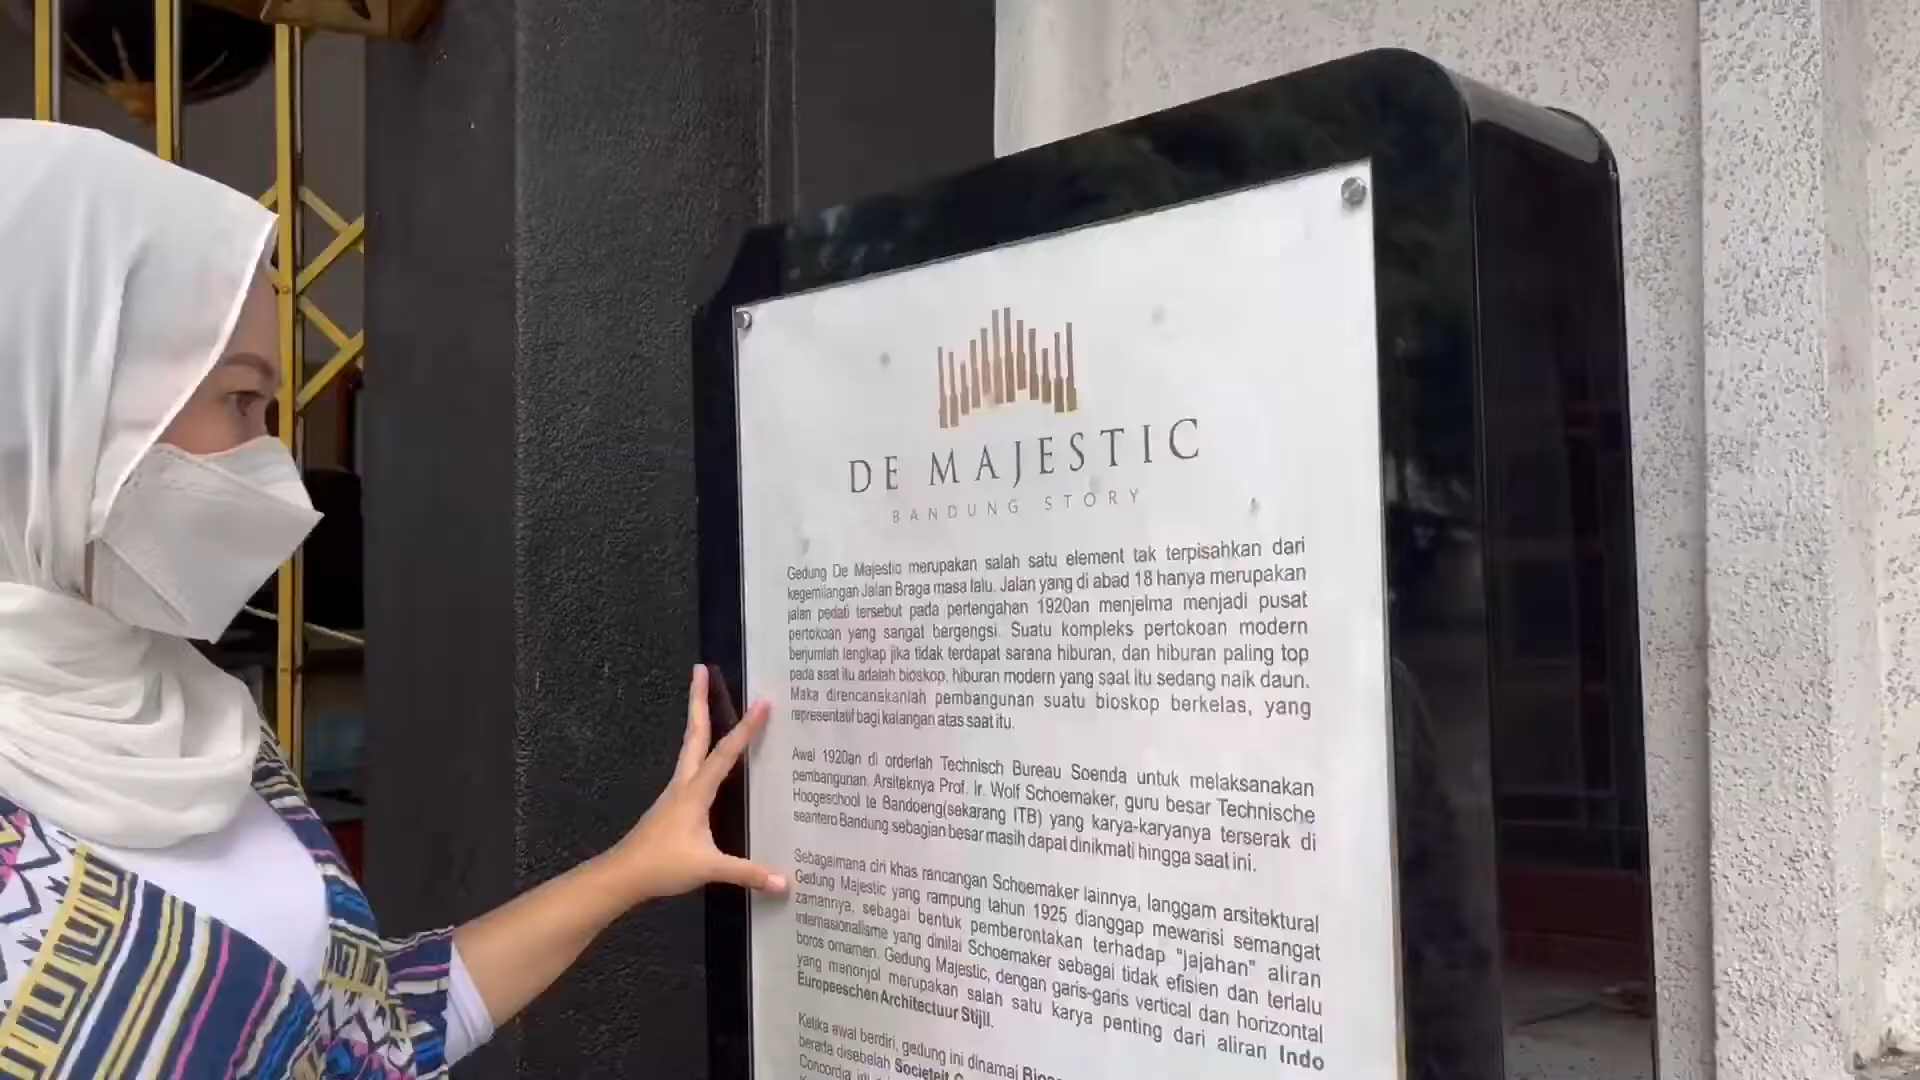 DE MAJESTIC
BANDUNG STORY
Gedung De Majestic merupakan salah satu element tak terpisahkan dari
kegemilangan Jalan Braga masa lalu. Jalan yang di abad 18 hanya merupakan
jalan pedati tersebut pada pertengahan 1920an menjelma menjadi pusat
pertokoan yang sangat bergengsi. Suatu kompleks pertokoan modern
berjumlah lengkap jika tidak terdapat sarana hiburan, dan hiburan paling top
pada saat itu adalah bioskop, hiburan modern yang saat itu sedang naik daun.
Maka direncanakanlah pembangunan suatu bioskop berkelas, yang
representatif bagi kalangan atas saat itu.
Awal 1920an di orderlah Technisch Bureau Soenda untuk melaksanakan
pembangunan. Arsiteknya Prof. Ir. Wolf Schoemaker, guru besar Technische
Hoogeschool te Bandoeng(sekarang ITB) yang karya-karyanya terserak di
seantero Bandung sebagian besar masih dapat dinikmati hingga saat ini.
Sebagaimana ciri khas rancangan Schoemaker lainnya, langgam arsitektural
Gedung Majestic yang rampung tahun 1925 dianggap mewarisi semangat
zamannya, sebagai bentuk pemberontakan terhadap "jajahan" aliran
internasionalisme yang dinilai Schoemaker sebagai tidak efisien dan terlalu
boros ornamen. Gedung Majestic, dengan garis-garis vertical dan horizontal
yang menonjol merupakan salah satu karya penting dari aliran Indo
Europeeschen Architectuur Stijll.
Ketika awal berdiri, gedung ini dinamai
berada disebelah Societeit
Concordia ini